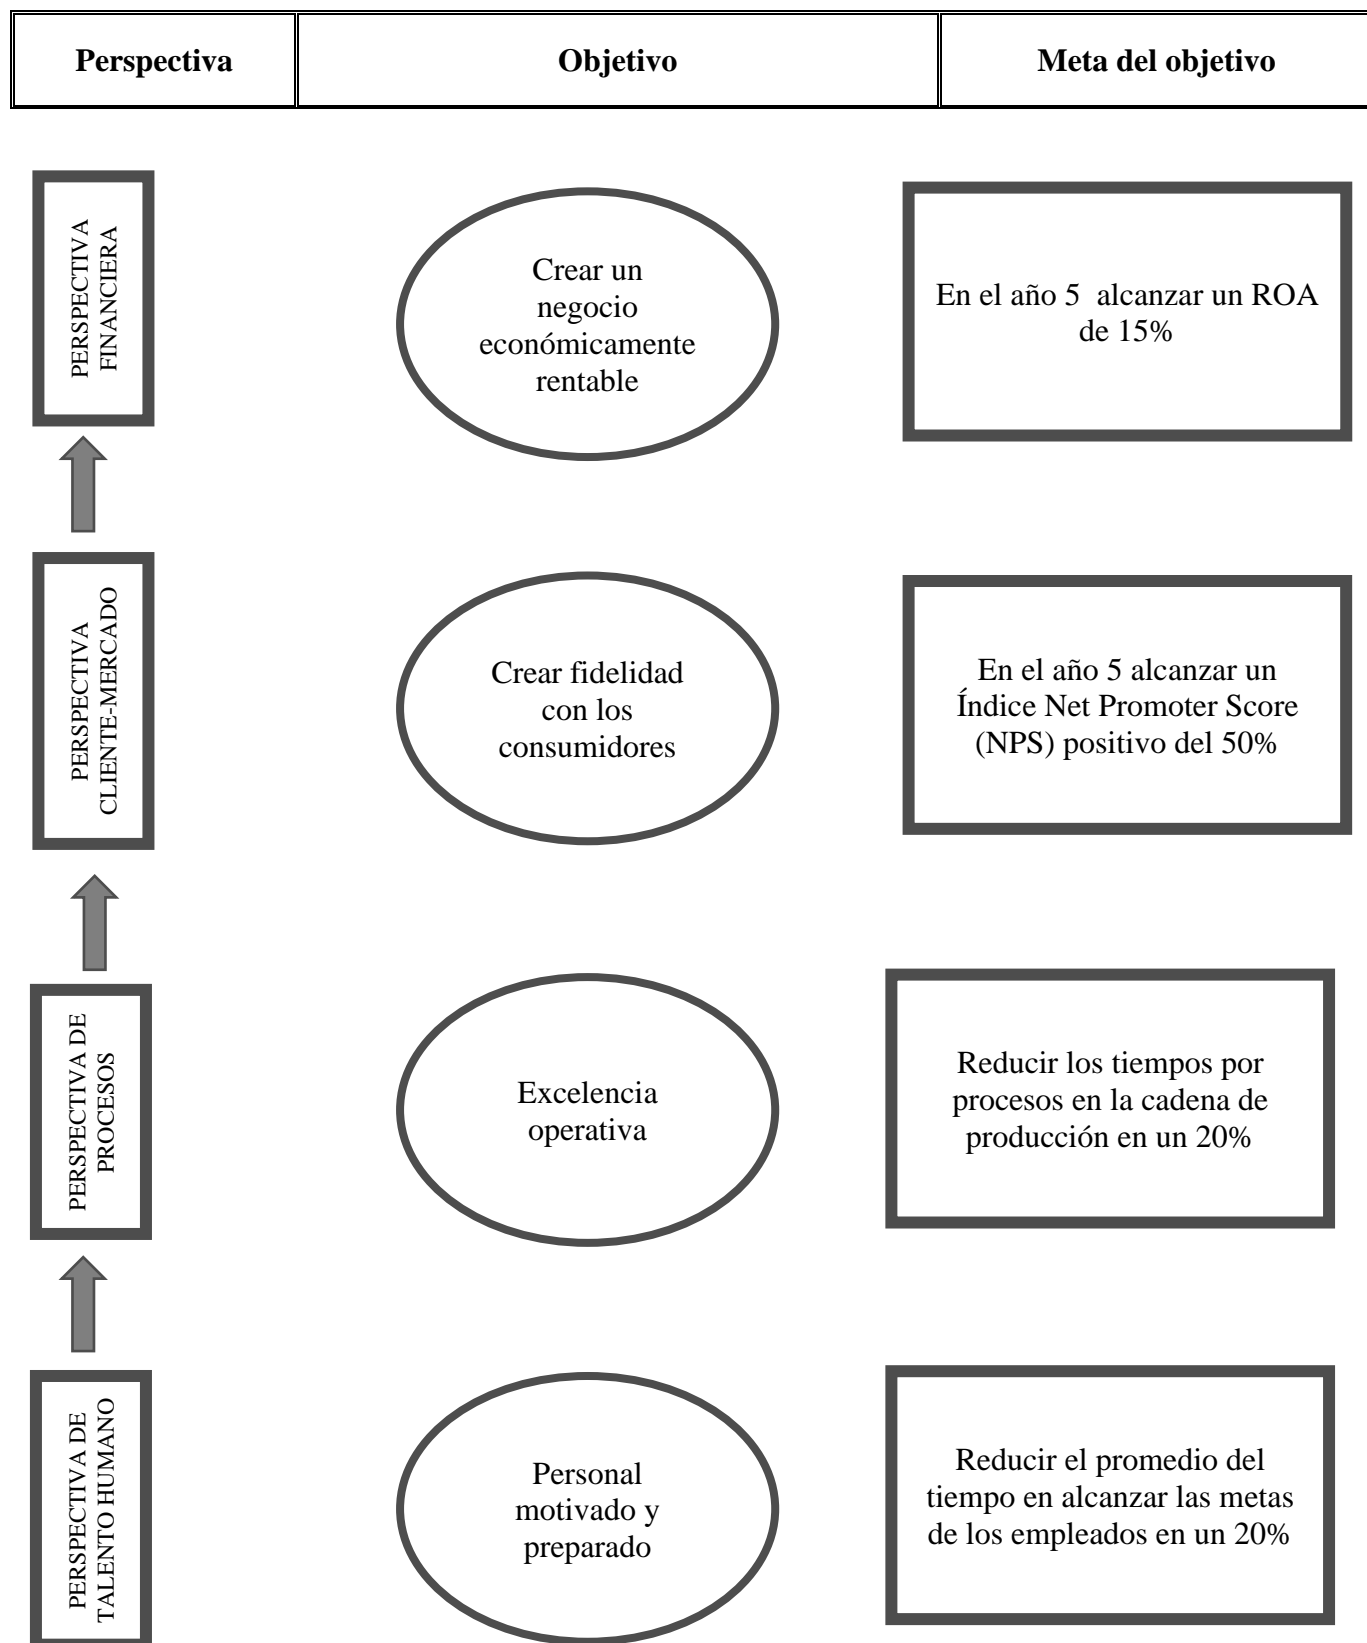 Perspectiva
Objetivo
Meta del objetivo
PERSPECTIVA
FINANCIERA
Crear un
negocio
económicamente
rentable
En el año 5  alcanzar un ROA
de 15%
PERSPECTIVA
CLIENTE-MERCADO
Crear fidelidad
con los
consumidores
En el año 5 alcanzar un
Índice Net Promoter Score
(NPS) positivo del 50%
PERSPECTIVA DE
PROCESOS
Excelencia
operativa
Reducir los tiempos por
procesos en la cadena de
producción en un 20%
PERSPECTIVA DE
TALENTO HUMANO
Personal
motivado y
preparado
Reducir el promedio del
tiempo en alcanzar las metas
de los empleados en un 20%